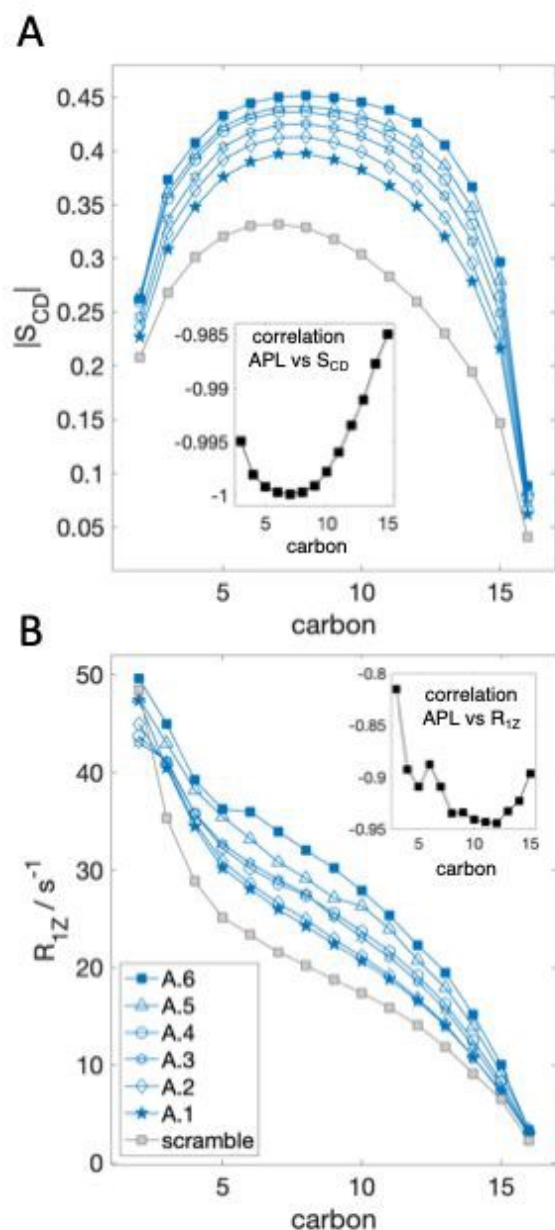 A
0.45
0.4
0.35
0.3
0.25
0.2
0.15
0.1
0.05
|S_CD|
5
10
15
carbon
correlation
APL vs S_CD
-0.985
-0.99
-0.995
-1
5
10
15
carbon
B
50
40
30
20
10
0
R_1Z / s^-1
5
10
15
carbon
A.6
A.5
A.4
A.3
A.2
A.1
scramble
correlation
APL vs R_1Z
-0.8
-0.85
-0.9
-0.95
5
10
15
carbon